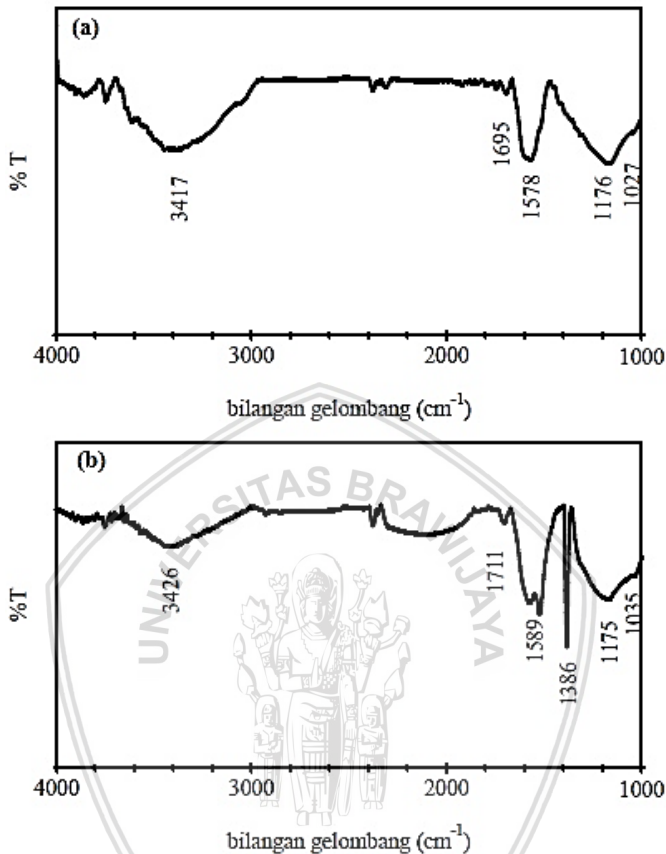 (a)
% T
3417
1695
1578
1176
1027
4000 3000 2000 1000
bilangan gelombang (cm⁻¹)
(b)
UNIVERSITAS BRAWIJAYA
%T
3426
1711
1589
1386
1175
1035
4000 3000 2000 1000
bilangan gelombang (cm⁻¹)